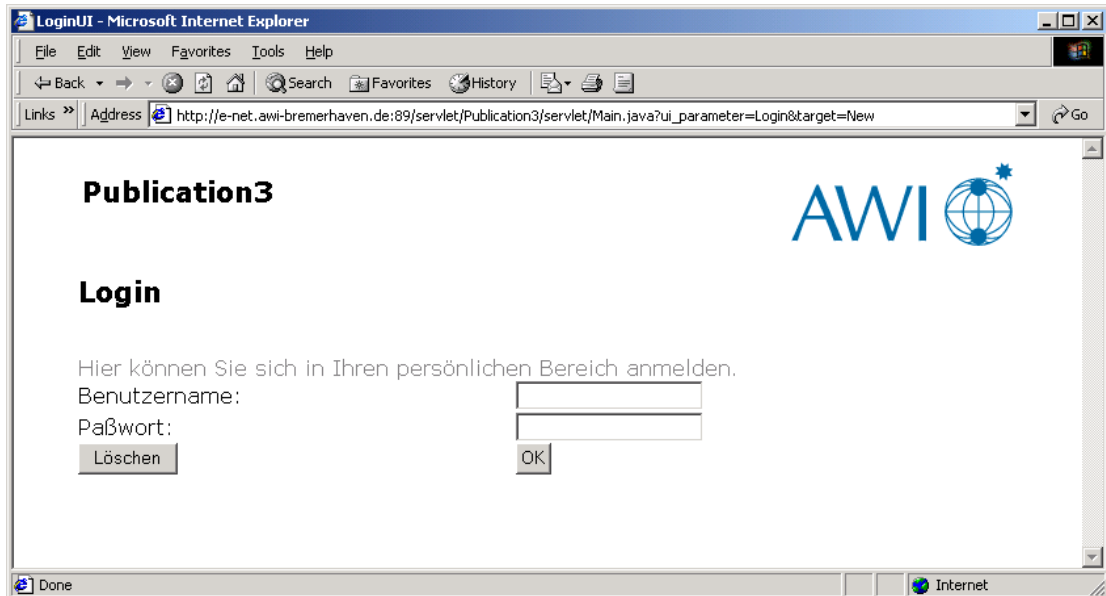 LoginUI - Microsoft Internet Explorer
File Edit View Favorites Tools Help
Back Search Favorites History
Links » Address http://e-net.awi-bremerhaven.de:89/servlet/Publication3/servlet/Main.java?ui_parameter=Login&target=New Go
Publication3
AWI
Login
Hier können Sie sich in Ihren persönlichen Bereich anmelden.
Benutzername:
Paßwort:
Löschen OK
Done Internet